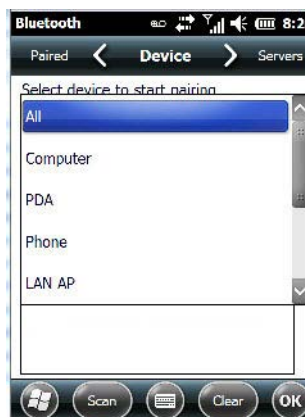 Bluetooth 8:2
Paired Device Servers
Select device to start pairing
All
Computer
PDA
Phone
LAN AP
Scan Clear OK